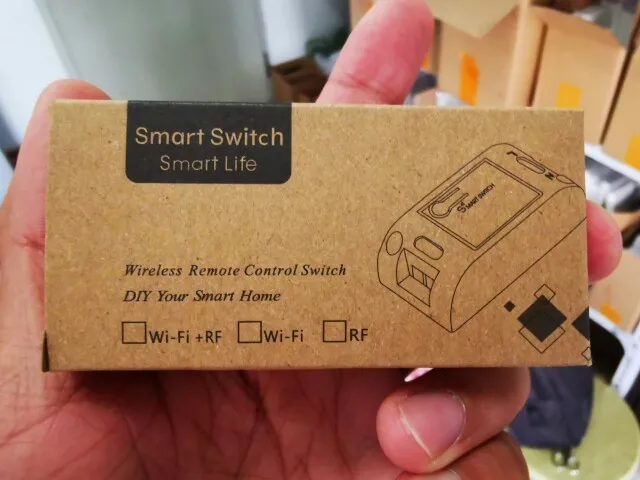 Smart Switch
Smart Life
SMART SWITCH
Wireless Remote Control Switch
DIY Your Smart Home
Wi-Fi +RF Wi-Fi RF